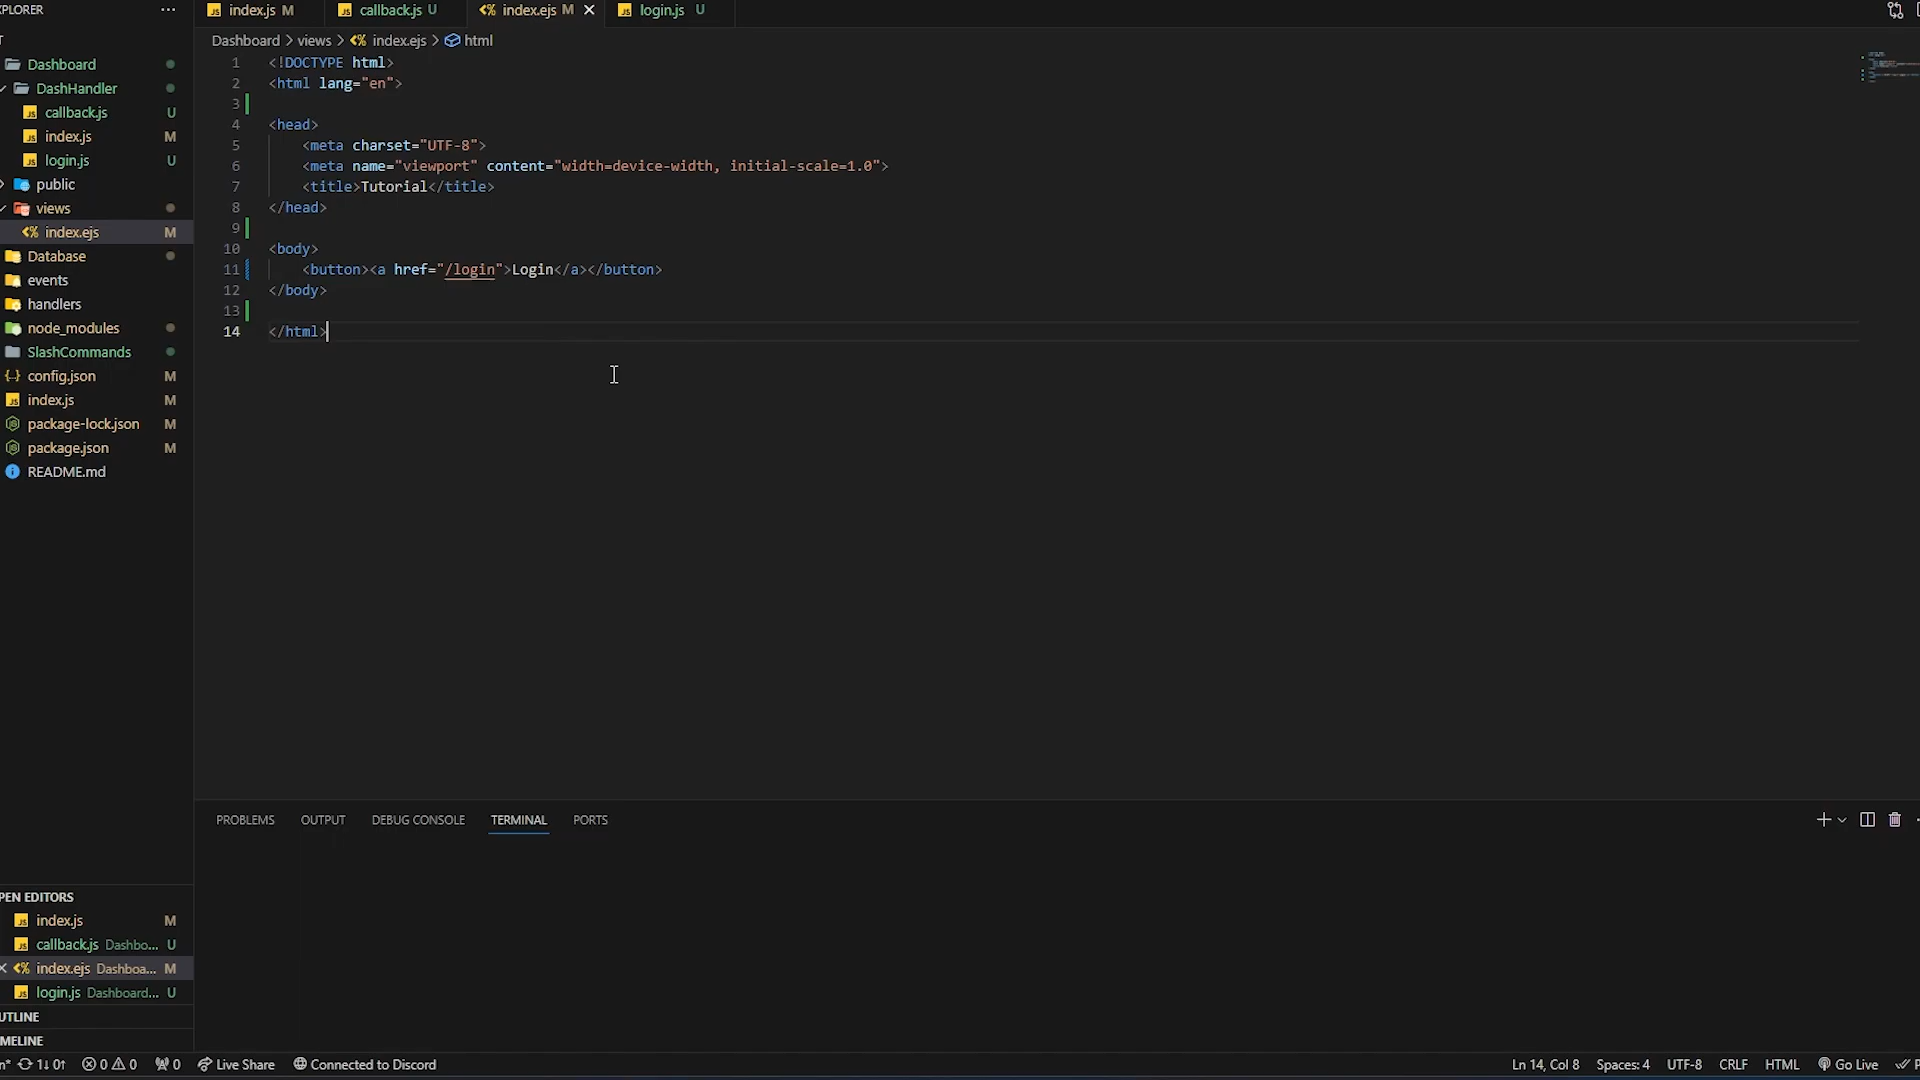 XPLORER ···
index.js M
callback.js U
index.ejs M
login.js U
Dashboard > views > index.ejs > html
T
Dashboard
DashHandler
callback.js U
index.js M
login.js U
public
views
index.ejs M
Database
events
handlers
node_modules
SlashCommands
config.json M
index.js M
package-lock.json M
package.json M
README.md
1 <!DOCTYPE html>
2 <html lang="en">
3
4 <head>
5 <meta charset="UTF-8">
6 <meta name="viewport" content="width=device-width, initial-scale=1.0">
7 <title>Tutorial</title>
8 </head>
9
10 <body>
11 <button><a href="/login">Login</a></button>
12 </body>
13
14 </html>
PROBLEMS OUTPUT DEBUG CONSOLE TERMINAL PORTS
PEN EDITORS
index.js M
callback.js Dashbo... U
index.ejs Dashboa... M
login.js Dashboard... U
UTLINE
MELINE
n* 1↓ 0↑ 0 0 0 Live Share Connected to Discord Ln 14, Col 8 Spaces: 4 UTF-8 CRLF HTML Go Live P